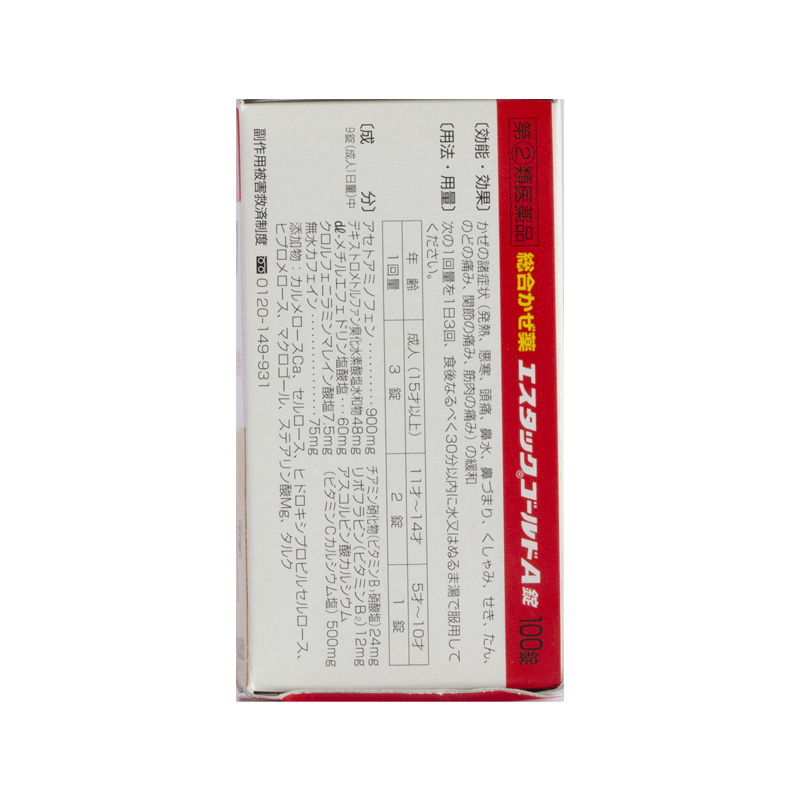 第②類医薬品 総合かぜ薬 エスタック®ゴールドA錠 100錠
〔効能・効果〕かぜの諸症状（発熱、悪寒、頭痛、鼻水、鼻づまり、くしゃみ、せき、たん、
のどの痛み、関節の痛み、筋肉の痛み）の緩和
〔用法・用量〕次の1回量を1日3回、食後なるべく30分以内に水又はぬるま湯で服用して
ください。
年齢 成人（15才以上） 11才～14才 5才～10才
1回量 3錠 2錠 1錠
〔成分〕
9錠（成人1日量）中
アセトアミノフェン‥‥‥‥‥900mg
デキストロメトルファン臭化水素酸塩水和物48mg
dℓ-メチルエフェドリン塩酸塩‥60mg
クロルフェニラミンマレイン酸塩7.5mg
無水カフェイン‥‥‥‥‥‥75mg
チアミン硝化物（ビタミンB₁硝酸塩）24mg
リボフラビン（ビタミンB₂）12mg
アスコルビン酸カルシウム
（ビタミンCカルシウム塩）500mg
添加物：カルメロースCa、セルロース、ヒドロキシプロピルセルロース、
ヒプロメロース、マクロゴール、ステアリン酸Mg、タルク
副作用被害救済制度 0120-149-931